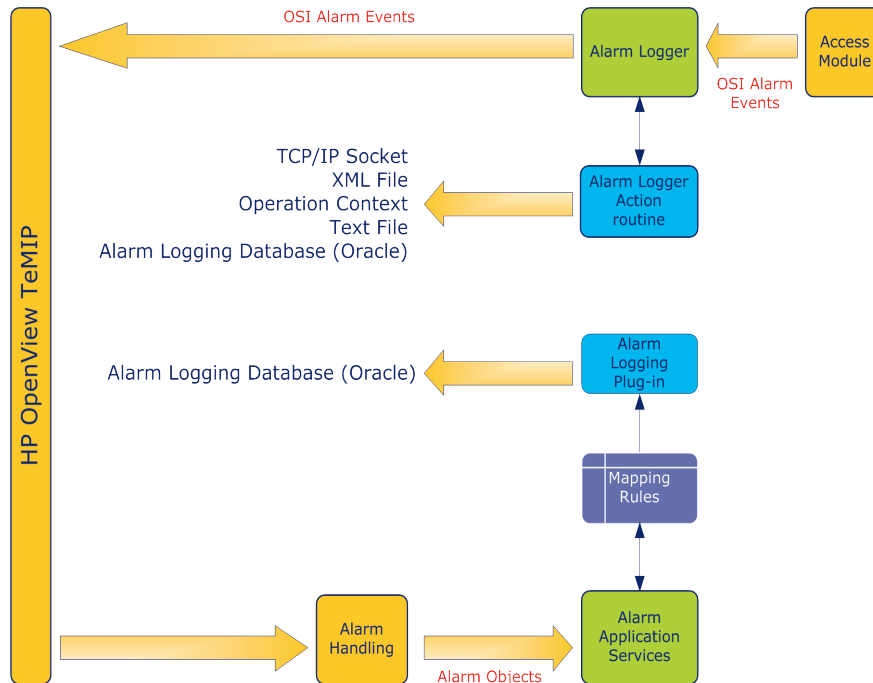 OSI Alarm Events
Alarm Logger
Access
Module
OSI Alarm
Events
TCP/IP Socket
XML File
Operation Context
Text File
Alarm Logging Database (Oracle)
Alarm Logger
Action
routine
HP OpenView TeMIP
Alarm Logging Database (Oracle)
Alarm
Logging
Plug-in
Mapping
Rules
Alarm
Handling
Alarm Objects
Alarm
Application
Services